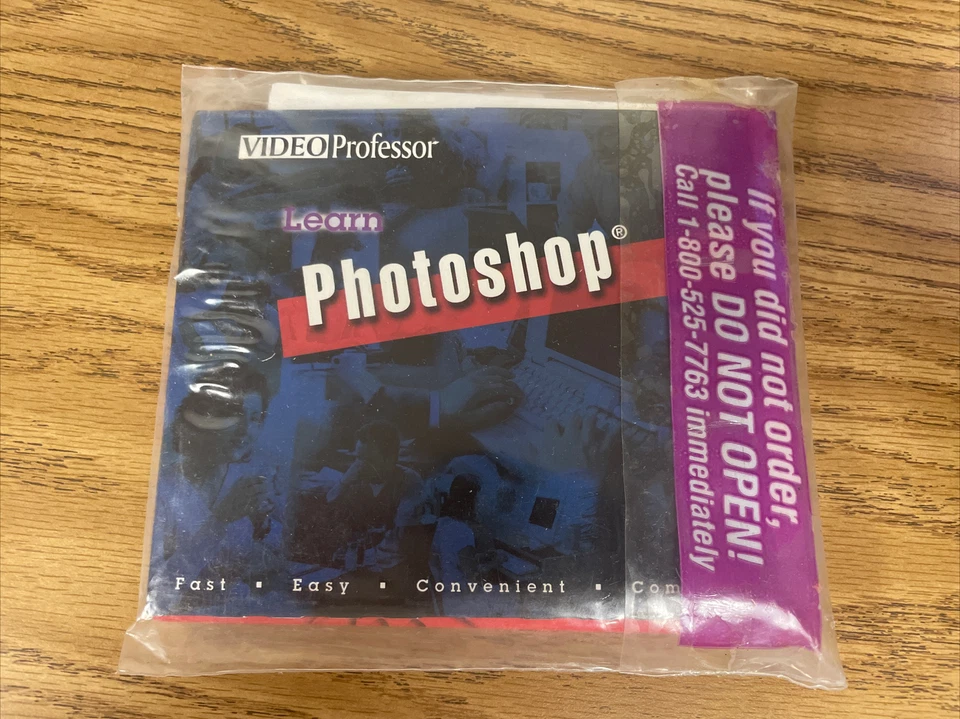 VIDEO Professor
Learn
Photoshop®
Fast ▪ Easy ▪ Convenient ▪
If you did not order,
please DO NOT OPEN!
Call 1-800-525-7763 immediately